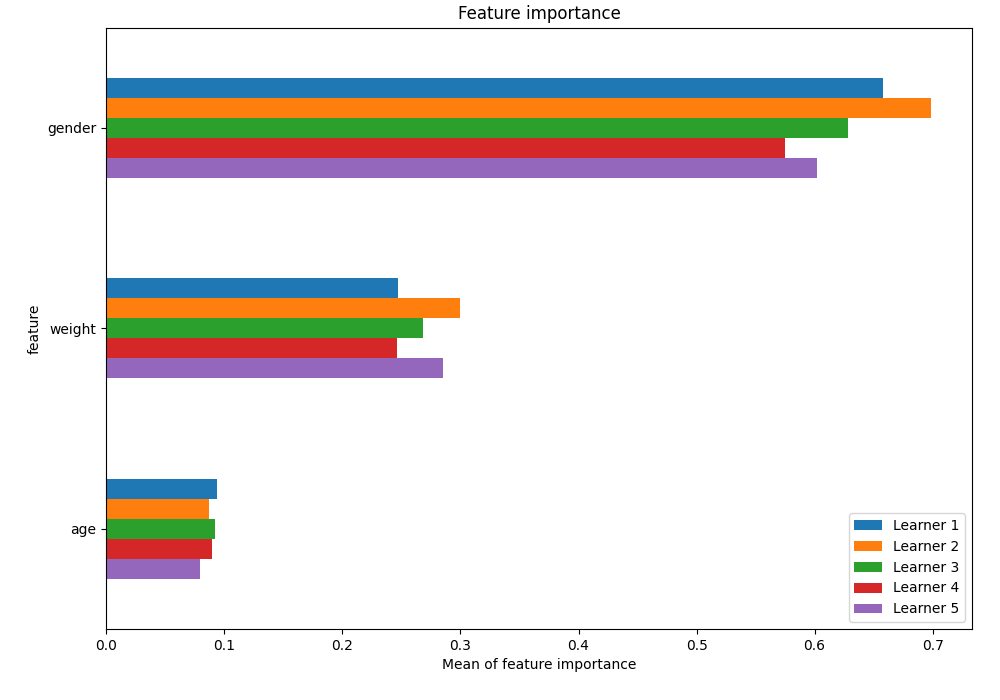 Feature importance
gender
weight
age
feature
Learner 1
Learner 2
Learner 3
Learner 4
Learner 5
0.0 0.1 0.2 0.3 0.4 0.5 0.6 0.7
Mean of feature importance